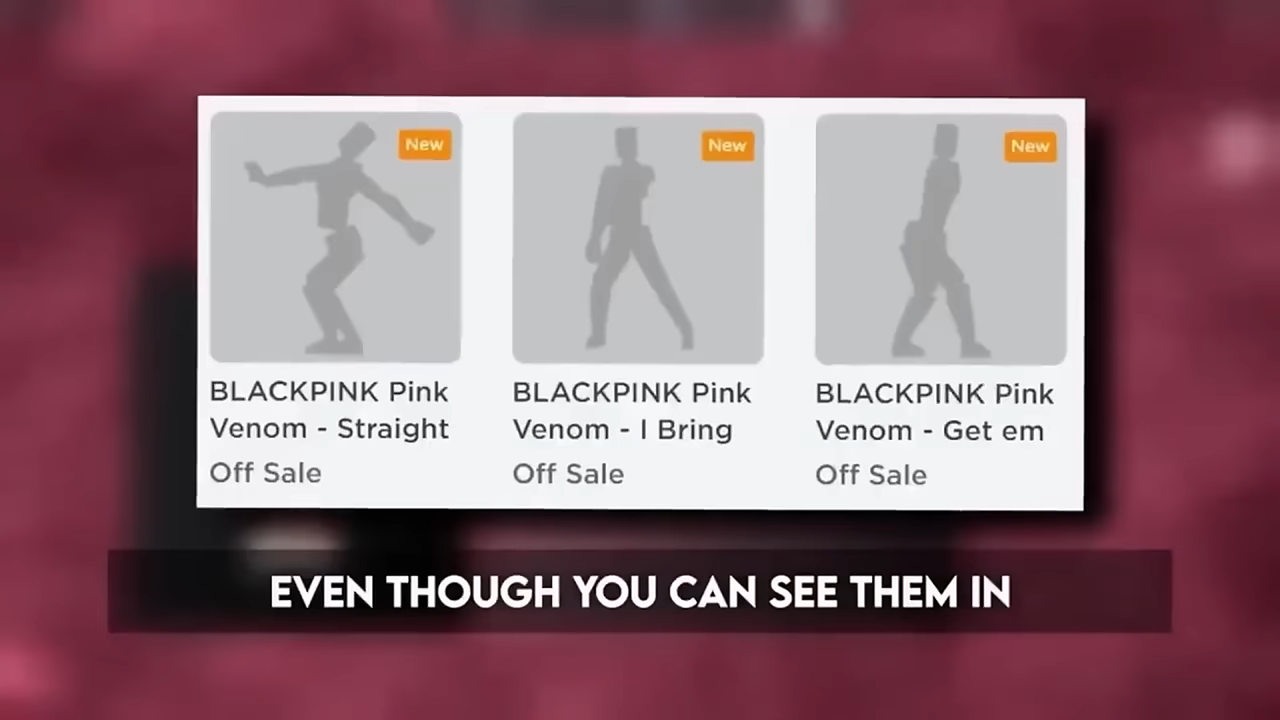 New
New
New
BLACKPINK Pink
Venom - Straight
Off Sale
BLACKPINK Pink
Venom - I Bring
Off Sale
BLACKPINK Pink
Venom - Get em
Off Sale
EVEN THOUGH YOU CAN SEE THEM IN